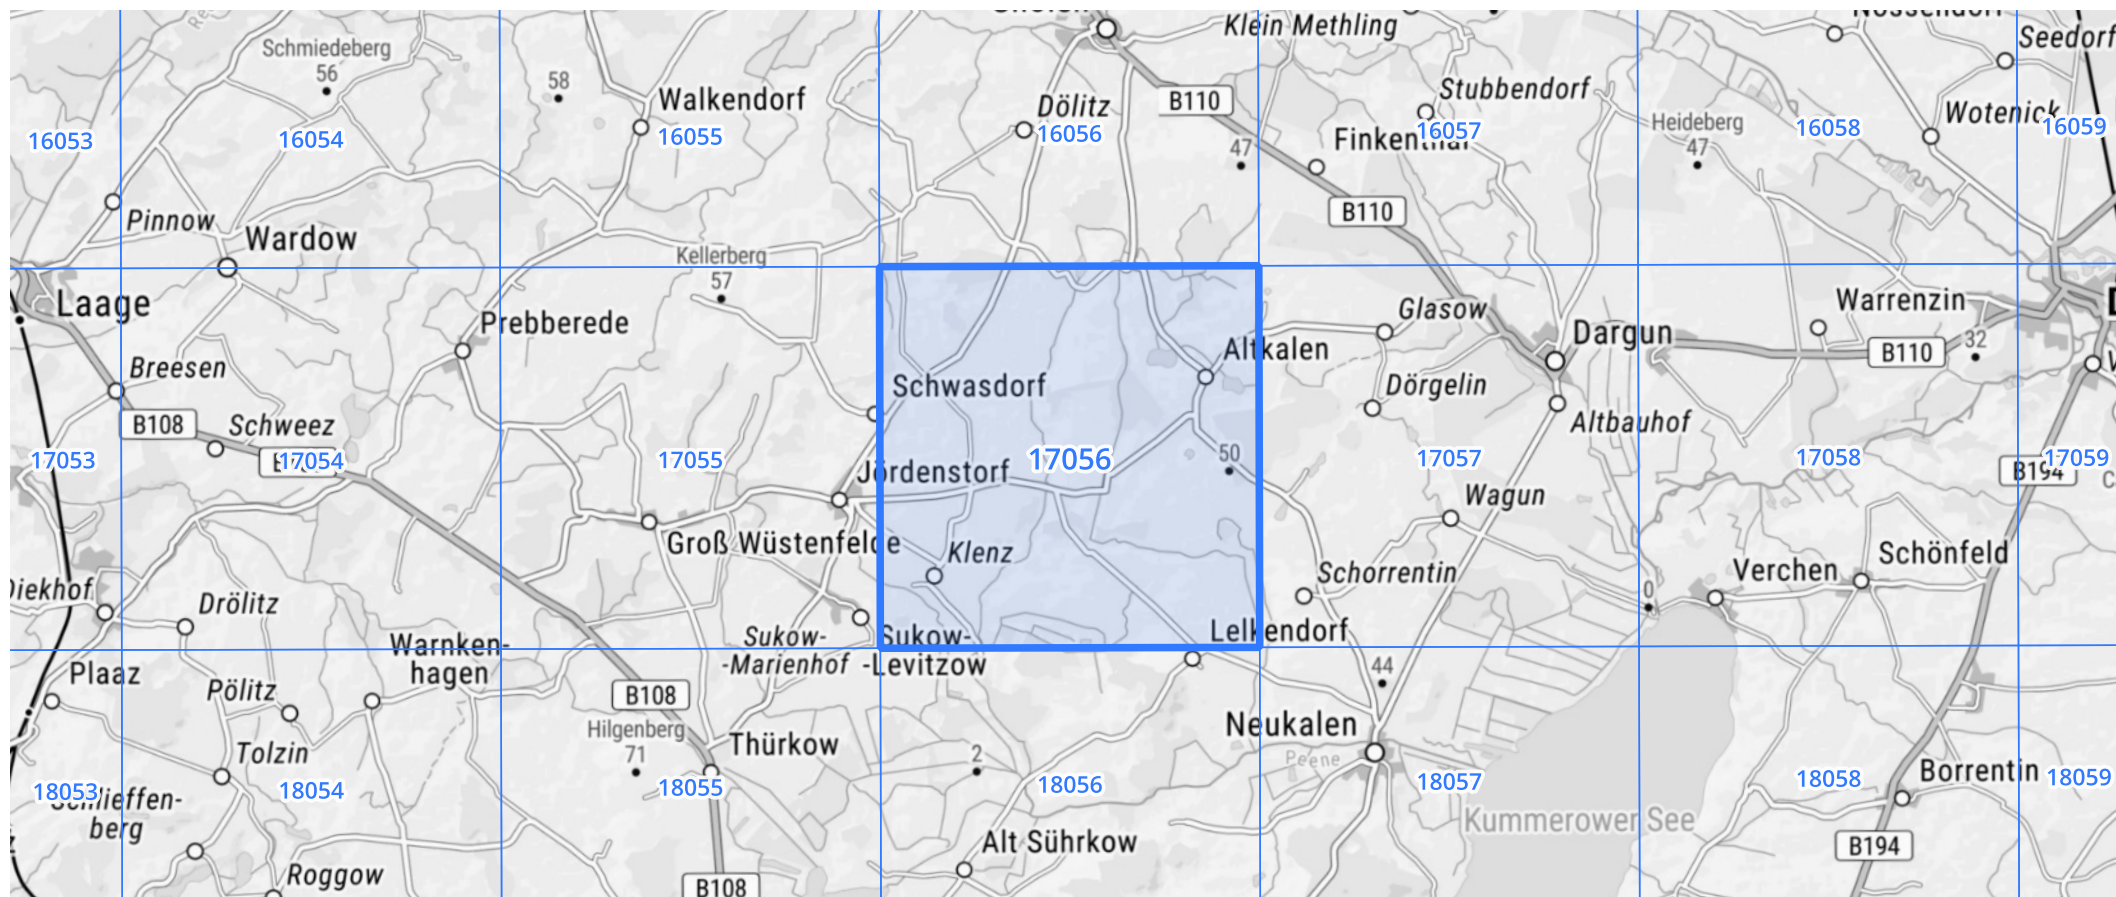 Klein Methling
Seedorf
Schmiedeberg
56
58
Walkendorf
Dölitz
B110
Stubbendorf
Heideberg
47
Wotenick
16053
16054
16055
16056
47
16057
16058
16059
Pinnow
Wardow
B110
Kellerberg
57
Laage
Prebberede
Glasow
Dargun
Warrenzin
32
Altkalen
B110
Breesen
Schwasdorf
Dörgelin
B108
Schweez
Altbauhof
17053
17054
17055
17056
50
17057
17058
17059
B194
Jördenstorf
Wagun
Groß Wüstenfelde
Klenz
Schorrentin
Verchen
Schönfeld
Diekhof
Drölitz
0
Warnken-
hagen
Sukow-
-Marienhof
Sukow-
-Levitzow
Lelkendorf
Plaaz
Pölitz
B108
44
Hilgenberg
71
Thürkow
Neukalen
Peene
Tolzin
2
18053
18054
18055
18056
18057
18058
18059
Borrentin
Schlieffen-
berg
Kummerower See
Alt Sührkow
B194
Roggow
B108